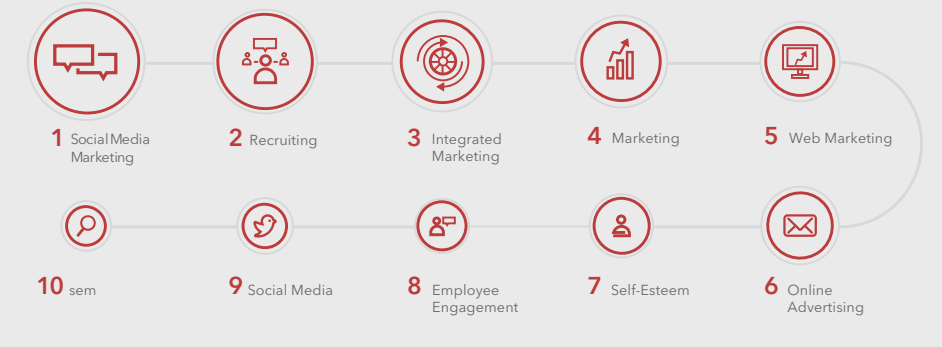 1 Social Media
Marketing
2 Recruiting
3 Integrated
Marketing
4 Marketing
5 Web Marketing
10 sem
9 Social Media
8 Employee
Engagement
7 Self-Esteem
6 Online
Advertising